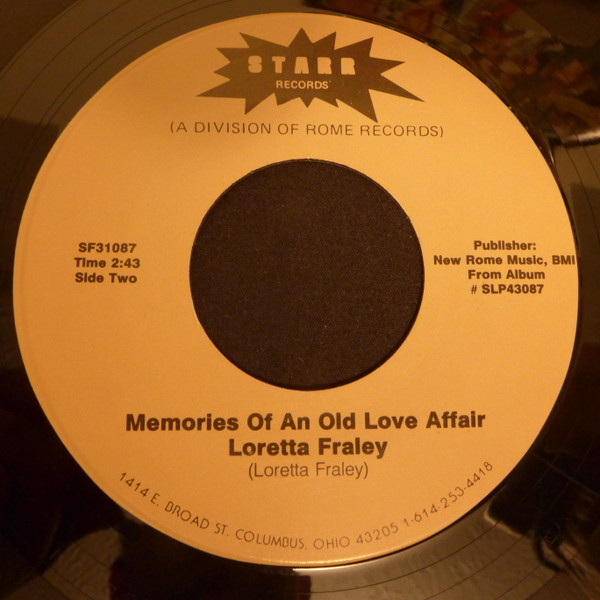 STARR
RECORDS
(A DIVISION OF ROME RECORDS)
SF31087
Time 2:43
Side Two
Publisher:
New Rome Music, BMI
From Album
# SLP43087
Memories Of An Old Love Affair
Loretta Fraley
(Loretta Fraley)
1414 E. BROAD ST. COLUMBUS, OHIO 43205 1-614-253-4418